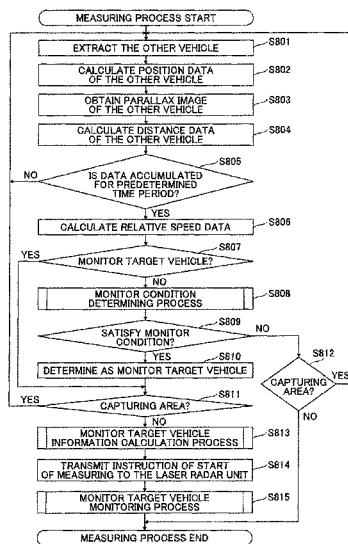 MEASURING PROCESS START
EXTRACT THE OTHER VEHICLE
S801
CALCULATE POSITION DATA
OF THE OTHER VEHICLE
S802
OBTAIN PARALLAX IMAGE
OF THE OTHER VEHICLE
S803
CALCULATE DISTANCE DATA
OF THE OTHER VEHICLE
S804
S805
NO
IS DATA ACCUMULATED
FOR PREDETERMINED
TIME PERIOD?
YES
CALCULATE RELATIVE SPEED DATA
S806
S807
YES
MONITOR TARGET VEHICLE?
NO
MONITOR CONDITION
DETERMINING PROCESS
S808
S809
SATISFY MONITOR
CONDITION?
NO
S812
YES
S810
DETERMINE AS MONITOR TARGET VEHICLE
CAPTURING
AREA?
YES
S811
YES
CAPTURING AREA?
NO
NO
MONITOR TARGET VEHICLE
INFORMATION CALCULATION PROCESS
S813
TRANSMIT INSTRUCTION OF START
OF MEASURING TO THE LASER RADAR UNIT
S814
MONITOR TARGET VEHICLE
MONITORING PROCESS
S815
MEASURING PROCESS END